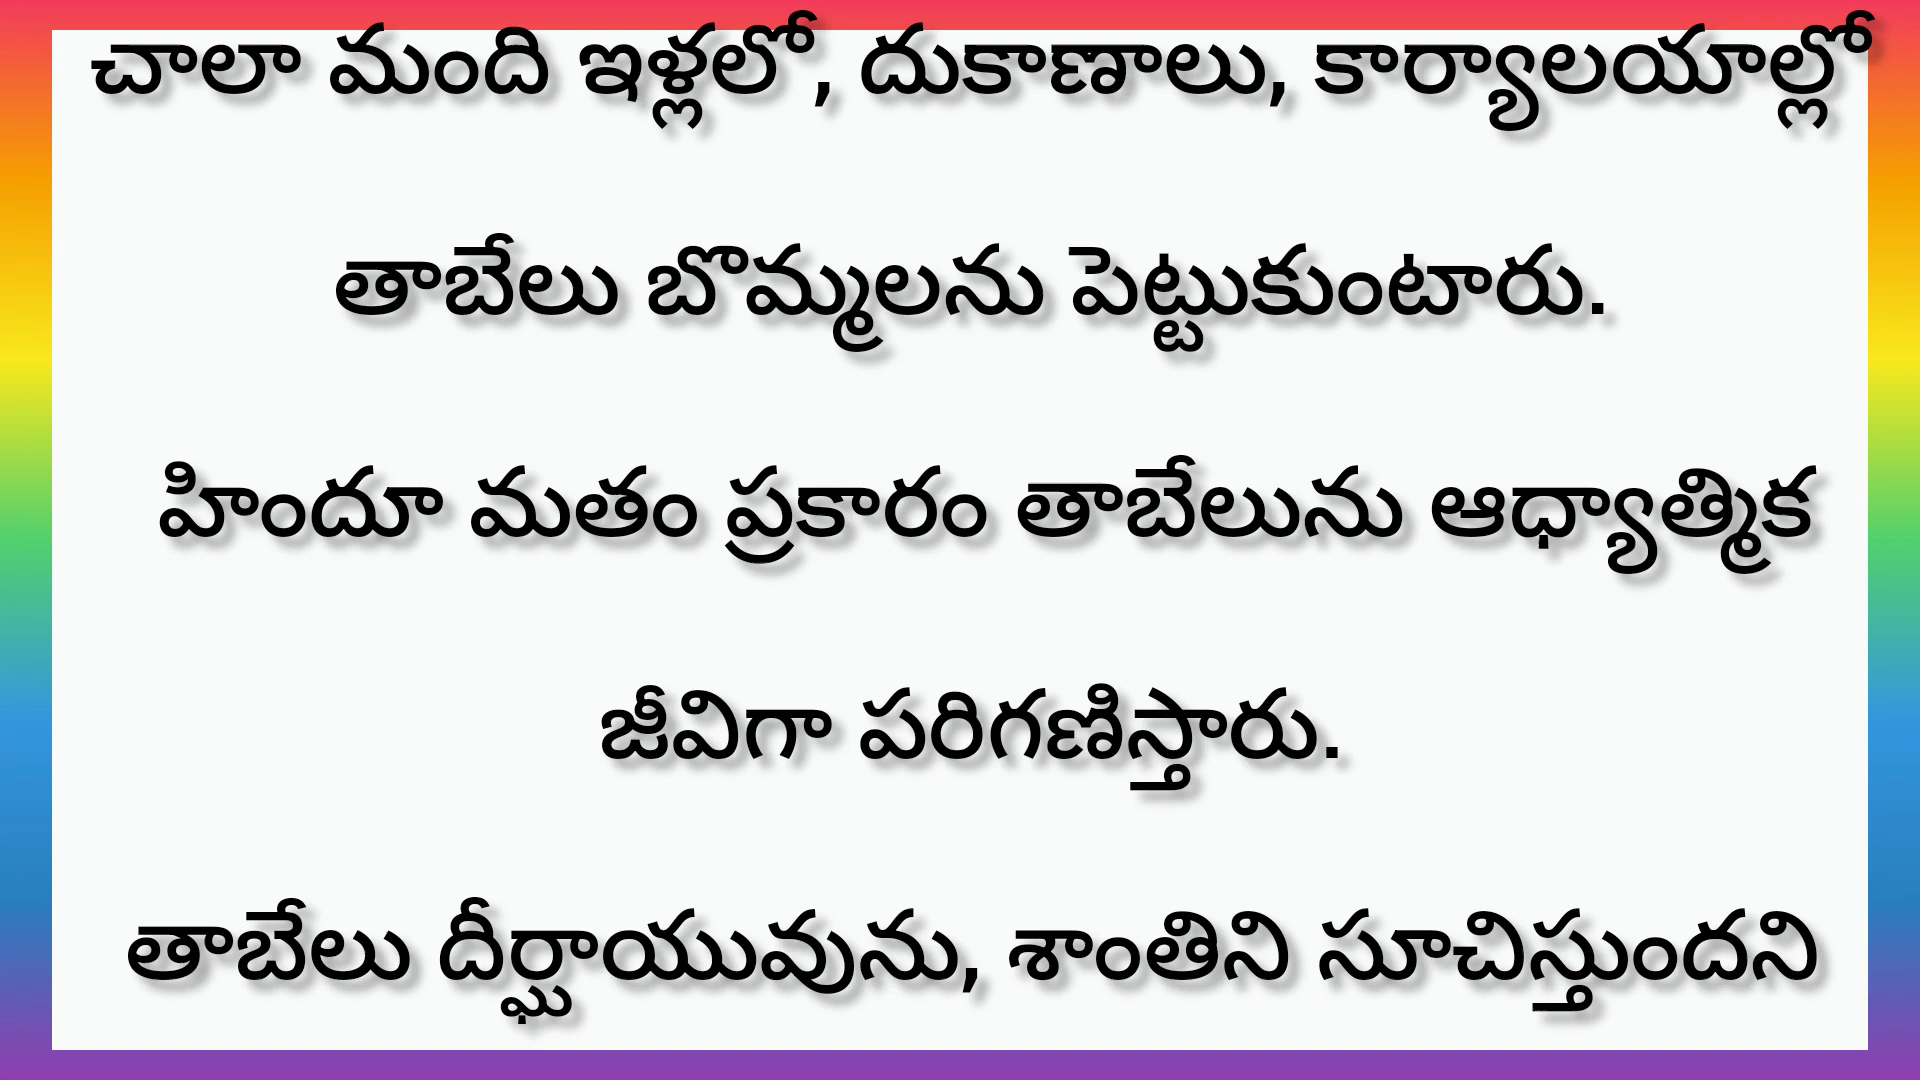 చాలా మంది ఇళ్లలో, దుకాణాలు, కార్యాలయాల్లో
తాబేలు బొమ్మలను పెట్టుకుంటారు.
హిందూ మతం ప్రకారం తాబేలును ఆధ్యాత్మిక
జీవిగా పరిగణిస్తారు.
తాబేలు దీర్ఘాయువును, శాంతిని సూచిస్తుందని